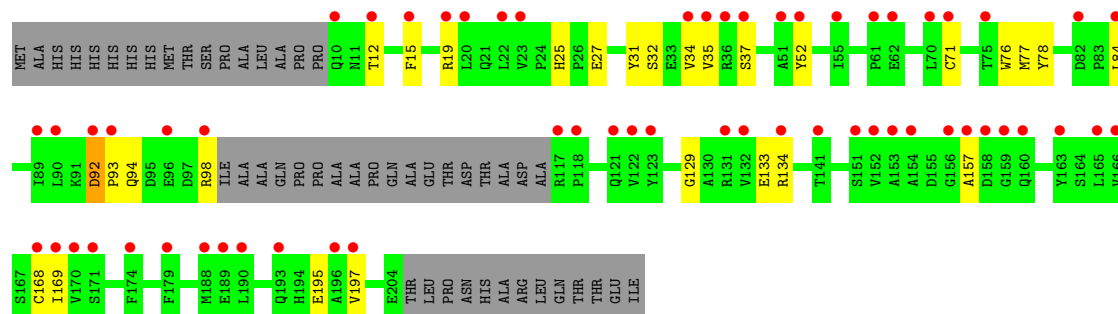 MET ALA HIS HIS HIS HIS HIS HIS MET THR SER PRO ALA LEU ALA PRO PRO Q10 N11 T12 F15 R19 L20 Q21 L22 V23 P24 H25 P26 E27 Y31 S32 E33 V34 V35 R36 S37 A51 Y52 I55 P61 E62 L70 C71 T75 W76 M77 Y78 D82 P83 L84
I89 L90 K91 D92 P93 Q94 D95 E96 D97 R98 ILE ALA ALA GLN PRO PRO ALA ALA PRO GLN ALA GLU THR ASP THR ALA ASP ALA R117 P118 Q121 V122 Y123 G129 A130 R131 V132 E133 R134 T141 S151 V152 A153 A154 D155 G156 A157 D158 G159 Q160 Y163 S164 L165 V166
S167 C168 I169 V170 S171 F174 F179 M188 E189 L190 Q193 H194 E195 A196 V197 E204 THR LEU PRO ASN HIS ALA ARG LEU GLN THR THR GLU ILE